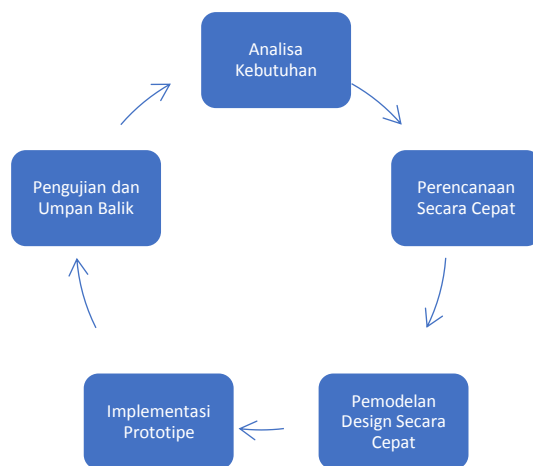 Analisa
Kebutuhan
Perencanaan
Secara Cepat
Pemodelan
Design Secara
Cepat
Implementasi
Prototipe
Pengujian dan
Umpan Balik